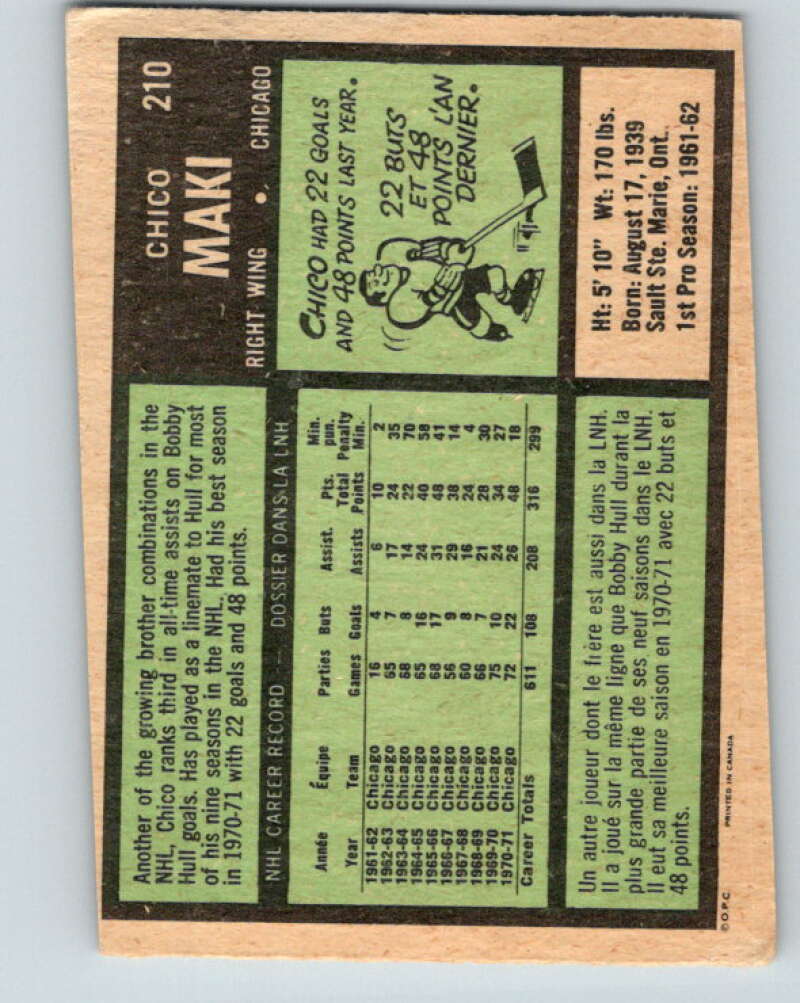 CHICO 210
MAKI
RIGHT WING • CHICAGO
Another of the growing brother combinations in the
NHL, Chico ranks third in all-time assists on Bobby
Hull goals. Has played as a linemate to Hull for most
of his nine seasons in the NHL. Had his best season
in 1970-71 with 22 goals and 48 points.
CHICO HAD 22 GOALS
AND 48 POINTS LAST YEAR.
22 BUTS
ET 48
POINTS L'AN
DERNIER.
NHL CAREER RECORD — DOSSIER DANS LA LNH
Année Équipe Parties Buts Assist. Pts. Min.
Total pun.
Year Team Games Goals Assists Points Penalty
Min.
1961-62 Chicago 16 4 6 10 2
1962-63 Chicago 65 7 17 24 35
1963-64 Chicago 68 8 14 22 70
1964-65 Chicago 65 16 24 40 58
1965-66 Chicago 68 17 31 48 41
1966-67 Chicago 56 9 29 38 14
1967-68 Chicago 60 8 16 24 4
1968-69 Chicago 66 7 21 28 30
1969-70 Chicago 75 10 24 34 27
1970-71 Chicago 72 22 26 48 18
Career Totals 611 108 208 316 299
Ht: 5' 10" Wt: 170 lbs.
Born: August 17, 1939
Sault Ste. Marie, Ont.
1st Pro Season: 1961-62
Un autre joueur dont le frère est aussi dans la LNH.
Il a joué sur la même ligne que Bobby Hull durant la
plus grande partie de ses neuf saisons dans le LNH.
Il eut sa meilleure saison en 1970-71 avec 22 buts et
48 points.
© O.P.C. PRINTED IN CANADA